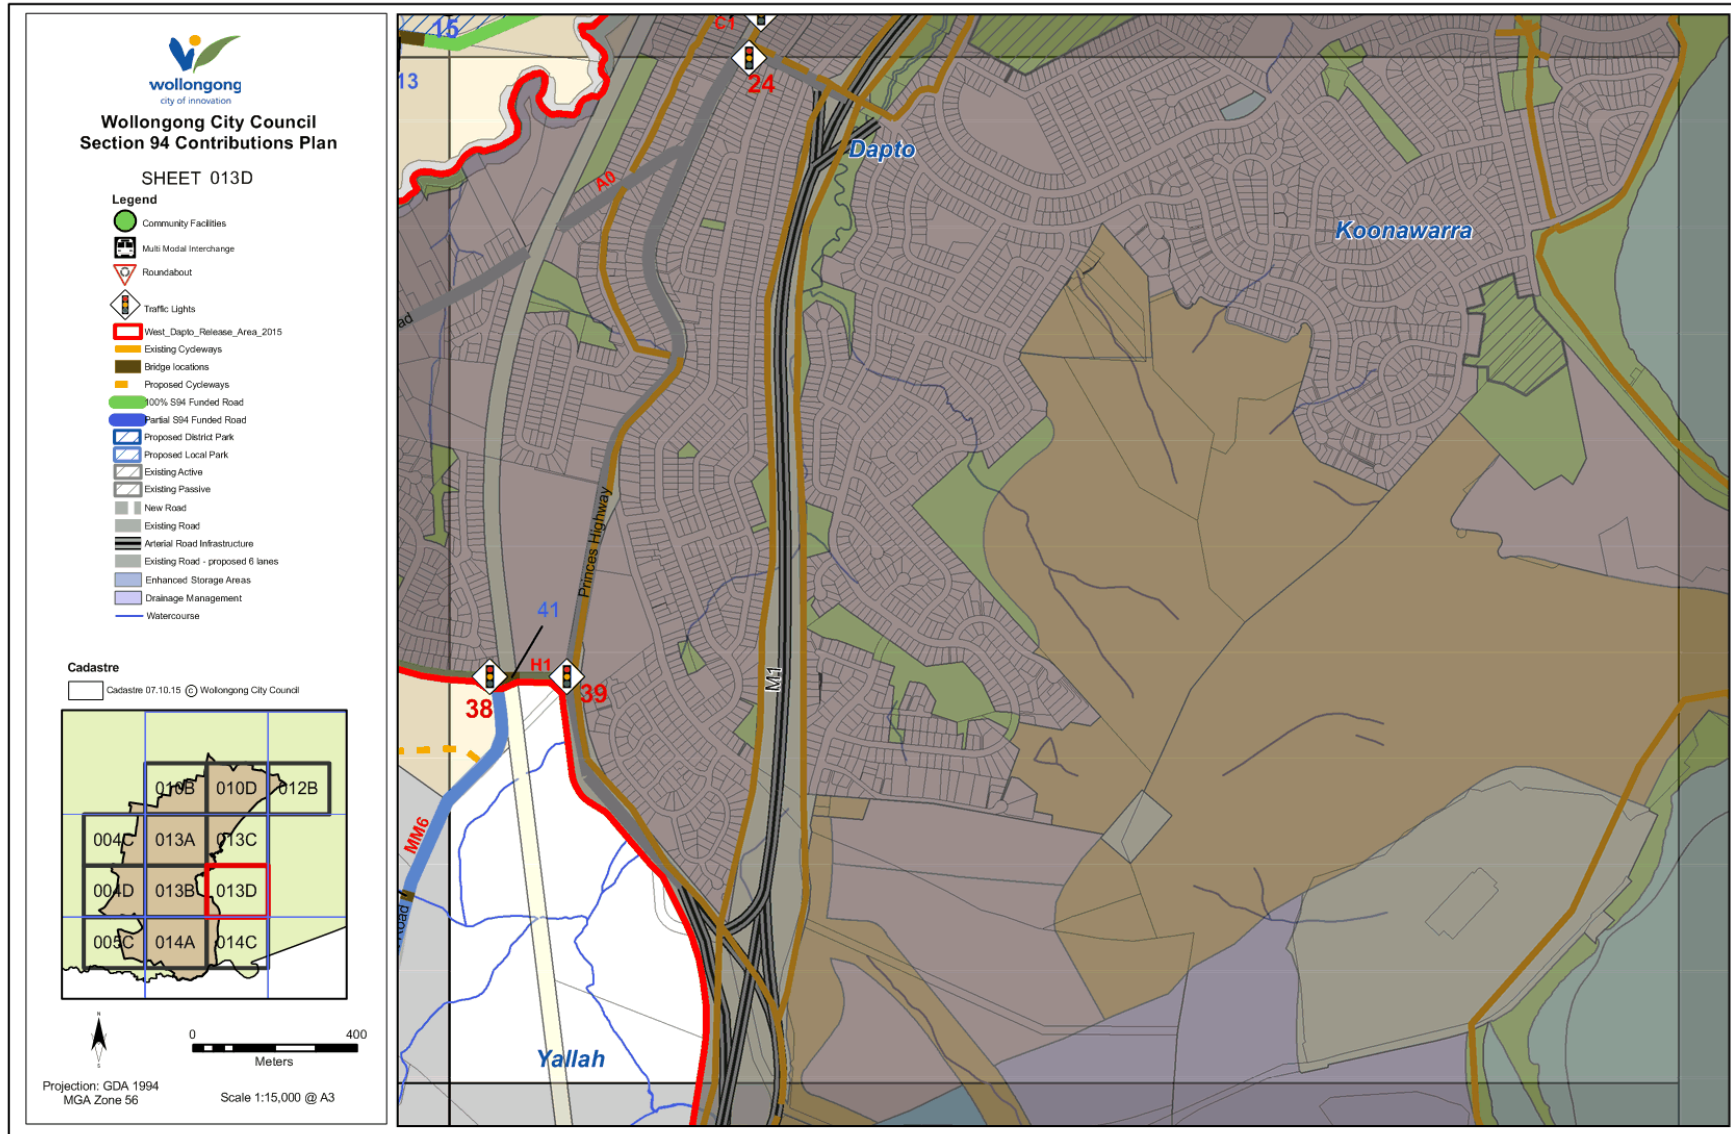 wollongong
city of innovation
Wollongong City Council
Section 94 Contributions Plan
SHEET 013D
Legend
Community Facilities
Multi Modal Interchange
Roundabout
Traffic Lights
West_Dapto_Release_Area_2015
Existing Cycleways
Bridge locations
Proposed Cycleways
100% S94 Funded Road
Partial S94 Funded Road
Proposed District Park
Proposed Local Park
Existing Active
Existing Passive
New Road
Existing Road
Arterial Road Infrastructure
Existing Road - proposed 6 lanes
Enhanced Storage Areas
Drainage Management
Watercourse
Cadastre
Cadastre 07.10.15 © Wollongong City Council
010B 010D 012B
004C 013A 013C
004D 013B 013D
005C 014A 014C
N
0 400
Meters
Projection: GDA 1994
MGA Zone 56
Scale 1:15,000 @ A3
15
C1
13
24
Dapto
A0
Koonawarra
ad
Princes Highway
41
H1
38
39
M1
MM6
Road
Yallah